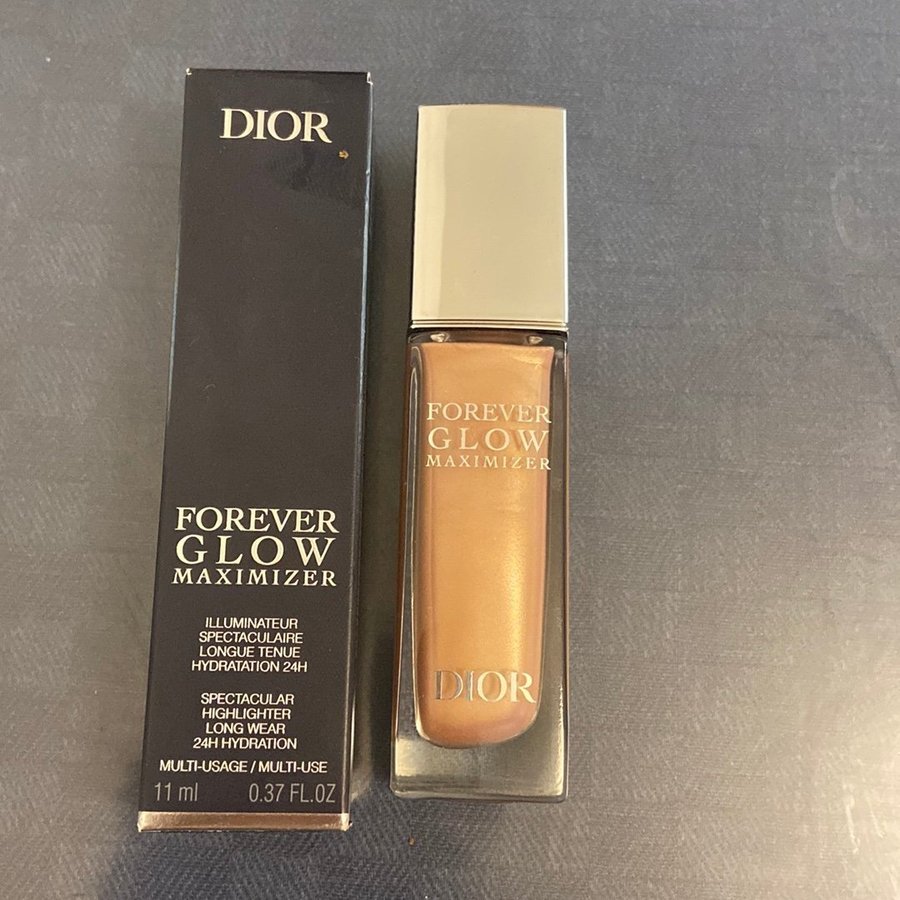 DIOR
FOREVER
GLOW
MAXIMIZER
ILLUMINATEUR
SPECTACULAIRE
LONGUE TENUE
HYDRATATION 24H
SPECTACULAR
HIGHLIGHTER
LONG WEAR
24H HYDRATION
MULTI-USAGE / MULTI-USE
11 ml 0.37 FL.OZ
FOREVER
GLOW
MAXIMIZER
DIOR